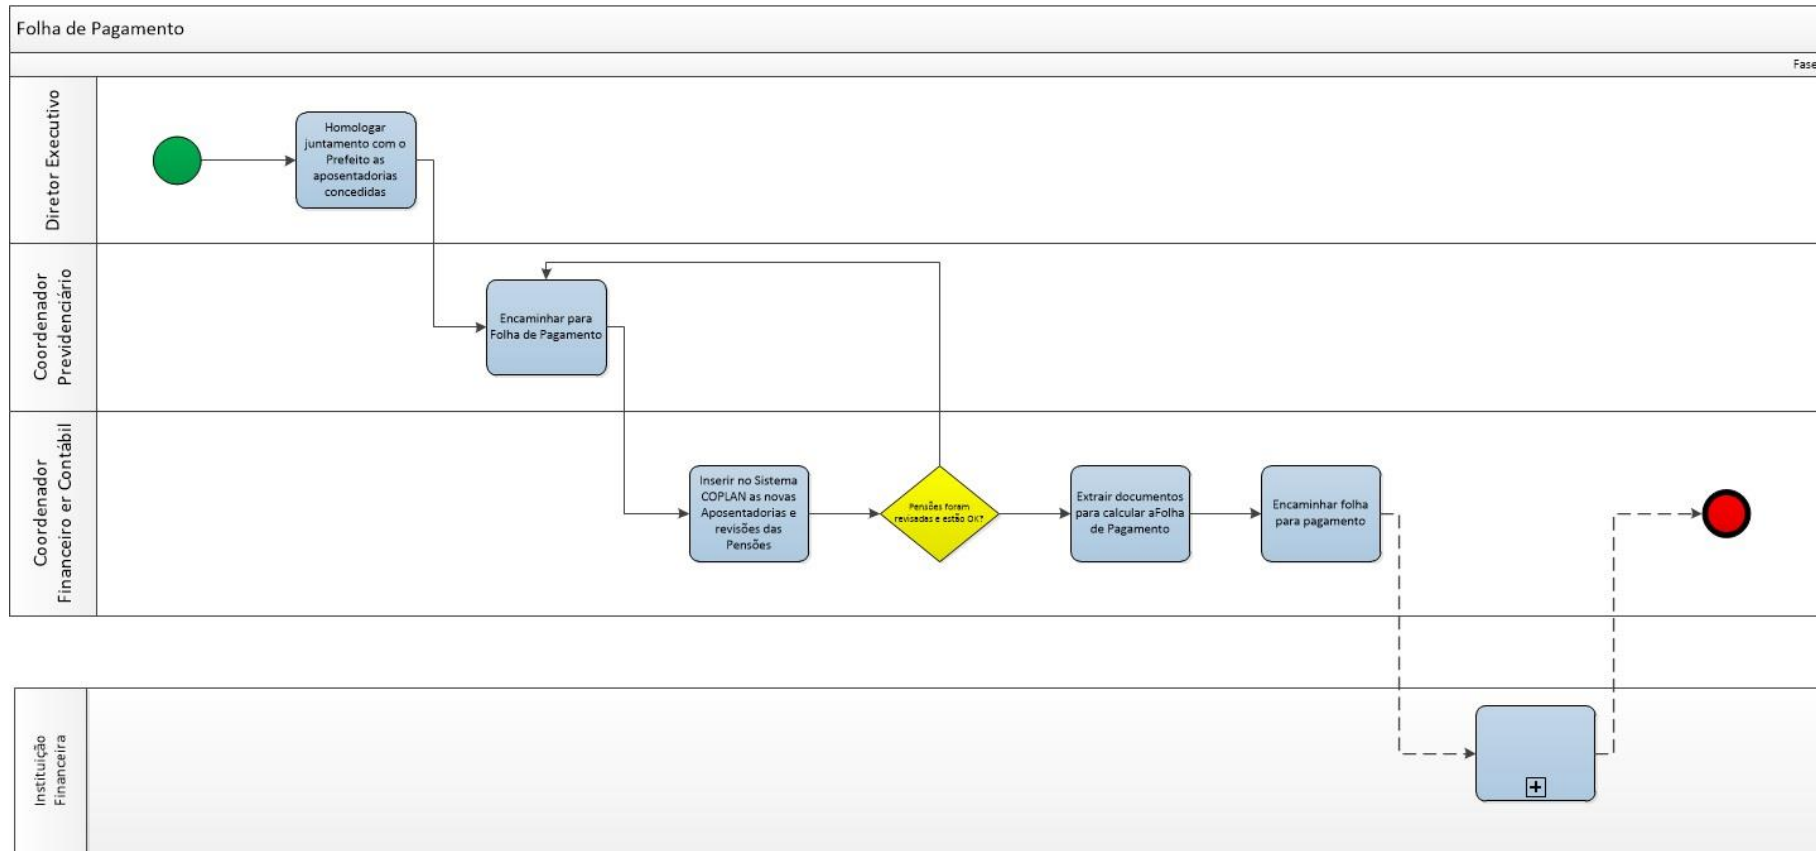 Folha de Pagamento
Fase
Diretor Executivo
Homologar
juntamento com o
Prefeito as
aposentadorias
concedidas
Coordenador
Previdenciário
Encaminhar para
Folha de Pagamento
Coordenador
Financeiro er Contábil
Inserir no Sistema
COPLAN as novas
Aposentadorias e
revisões das
Pensões
Pensões foram
revisadas e estão OK?
Extrair documentos
para calcular aFolha
de Pagamento
Encaminhar folha
para pagamento
Instituição
Financeira